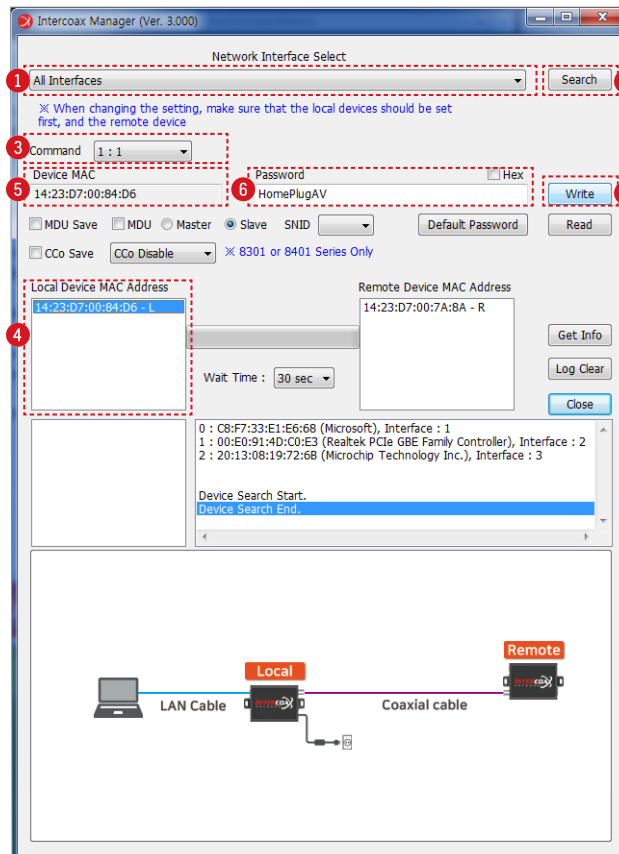 Intercoax Manager (Ver. 3.000)
Network Interface Select
1 All Interfaces Search
※ When changing the setting, make sure that the local devices should be set
first, and the remote device
3 Command 1 : 1
Device MAC Password Hex
5 14:23:D7:00:84:D6 6 HomePlugAV Write
MDU Save MDU Master Slave SNID Default Password Read
CCo Save CCo Disable ※ 8301 or 8401 Series Only
Local Device MAC Address Remote Device MAC Address
14:23:D7:00:84:D6 - L 14:23:D7:00:7A:8A - R
4 Get Info
Wait Time : 30 sec Log Clear
Close
0 : C8:F7:33:E1:E6:68 (Microsoft), Interface : 1
1 : 00:E0:91:4D:C0:E3 (Realtek PCIe GBE Family Controller), Interface : 2
2 : 20:13:08:19:72:6B (Microchip Technology Inc.), Interface : 3
Device Search Start.
Device Search End.
Remote
Local
INTERCOAX
INTERCOAX
LAN Cable Coaxial cable